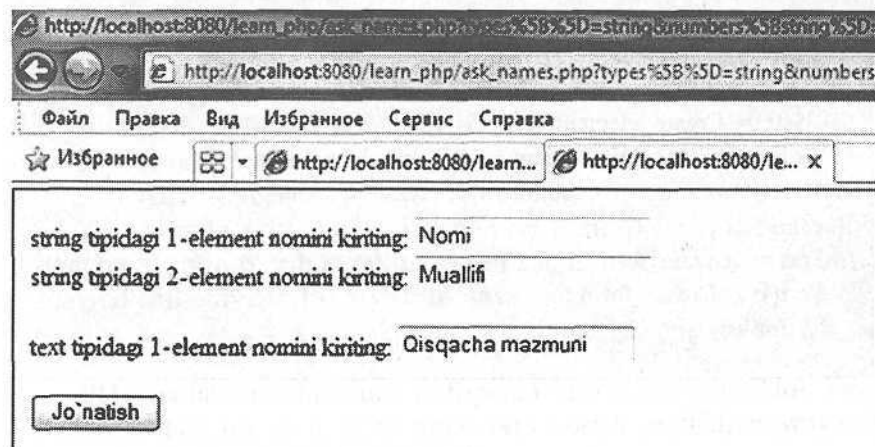 http://localhost:8080/learn_php/ask_names.php?types%5B%5D=string&numbers%5Bstring%5D=
http://localhost:8080/learn_php/ask_names.php?types%5B%5D=string&numbers
Файл Правка Вид Избранное Сервис Справка
Избранное http://localhost:8080/learn... http://localhost:8080/le... X
string tipidagi 1-element nomini kiriting: Nomi
string tipidagi 2-element nomini kiriting: Muallifi
text tipidagi 1-element nomini kiriting: Qisqacha mazmuni
Jo`natish